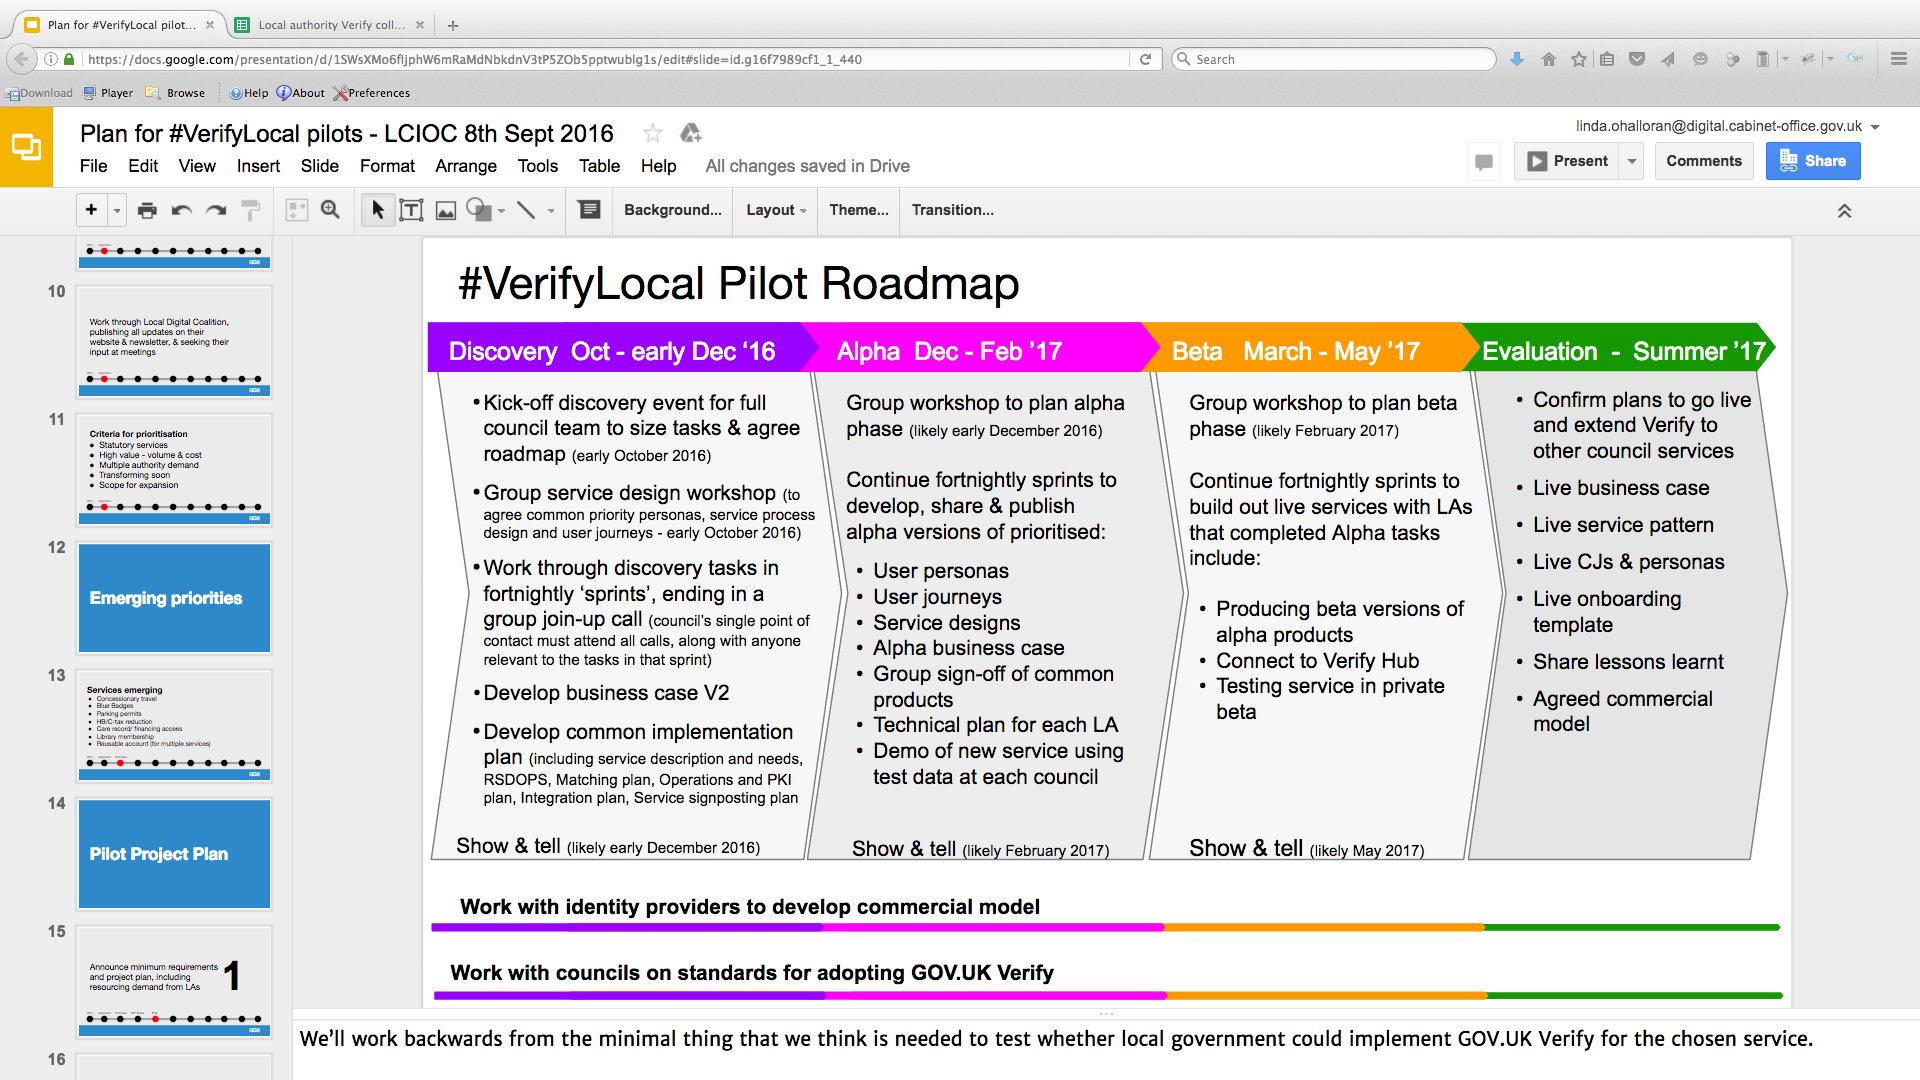 Plan for #VerifyLocal pilot...
Local authority Verify coll...
https://docs.google.com/presentation/d/1SWsXMo6fIjphW6mRaMdNbkdnV3tP5ZOb5pptwublg1s/edit#slide=id.g16f7989cf1_1_440
Search
Download Player Browse Help About Preferences
Plan for #VerifyLocal pilots - LCIOC 8th Sept 2016
linda.ohalloran@digital.cabinet-office.gov.uk
File Edit View Insert Slide Format Arrange Tools Table Help All changes saved in Drive
Present Comments Share
Background... Layout Theme... Transition...
GDS
10
Work through Local Digital Coalition,
publishing all updates on their
website & newsletter, & seeking their
input at meetings
GDS
11
Criteria for prioritisation
● Statutory services
● High value - volume & cost
● Multiple authority demand
● Transforming soon
● Scope for expansion
GDS
12
Emerging priorities
13
Services emerging
● Concessionary travel
● Blue Badges
● Parking permits
● HB/C-tax reduction
● Care record/ financing access
● Library membership
● Reusable account (for multiple services)
GDS
14
Pilot Project Plan
15
Announce minimum requirements
and project plan, including
resourcing demand from LAs
1
GDS
16
#VerifyLocal Pilot Roadmap
Discovery Oct - early Dec ‘16
• Kick-off discovery event for full
council team to size tasks & agree
roadmap (early October 2016)
• Group service design workshop (to
agree common priority personas, service process
design and user journeys - early October 2016)
• Work through discovery tasks in
fortnightly ‘sprints’, ending in a
group join-up call (council's single point of
contact must attend all calls, along with anyone
relevant to the tasks in that sprint)
• Develop business case V2
• Develop common implementation
plan (including service description and needs,
RSDOPS, Matching plan, Operations and PKI
plan, Integration plan, Service signposting plan
Show & tell (likely early December 2016)
Alpha Dec - Feb ’17
Group workshop to plan alpha
phase (likely early December 2016)
Continue fortnightly sprints to
develop, share & publish
alpha versions of prioritised:
• User personas
• User journeys
• Service designs
• Alpha business case
• Group sign-off of common
products
• Technical plan for each LA
• Demo of new service using
test data at each council
Show & tell (likely February 2017)
Beta March - May ’17
Group workshop to plan beta
phase (likely February 2017)
Continue fortnightly sprints to
build out live services with LAs
that completed Alpha tasks
include:
• Producing beta versions of
alpha products
• Connect to Verify Hub
• Testing service in private
beta
Show & tell (likely May 2017)
Evaluation - Summer ’17
• Confirm plans to go live
and extend Verify to
other council services
• Live business case
• Live service pattern
• Live CJs & personas
• Live onboarding
template
• Share lessons learnt
• Agreed commercial
model
Work with identity providers to develop commercial model
Work with councils on standards for adopting GOV.UK Verify
We’ll work backwards from the minimal thing that we think is needed to test whether local government could implement GOV.UK Verify for the chosen service.